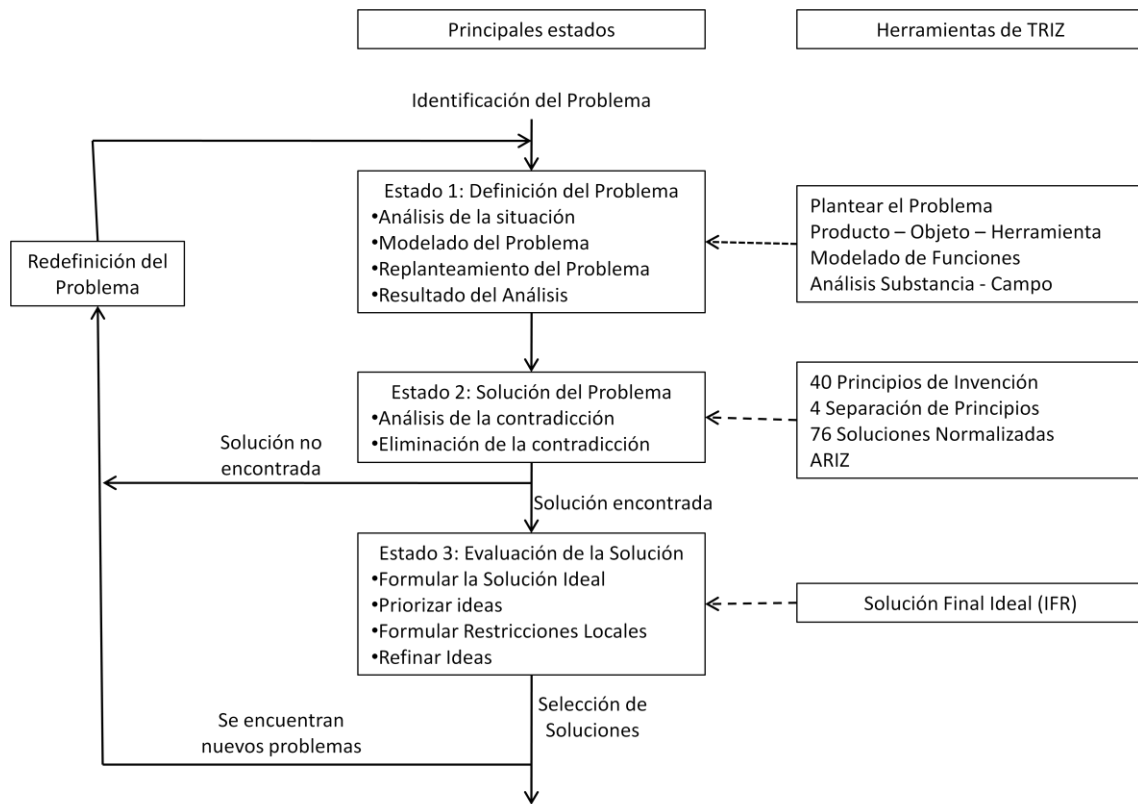 Principales estados
Herramientas de TRIZ
Identificación del Problema
Estado 1: Definición del Problema
•Análisis de la situación
•Modelado del Problema
•Replanteamiento del Problema
•Resultado del Análisis
Plantear el Problema
Producto – Objeto – Herramienta
Modelado de Funciones
Análisis Substancia - Campo
Redefinición del
Problema
Estado 2: Solución del Problema
•Análisis de la contradicción
•Eliminación de la contradicción
40 Principios de Invención
4 Separación de Principios
76 Soluciones Normalizadas
ARIZ
Solución no
encontrada
Solución encontrada
Estado 3: Evaluación de la Solución
•Formular la Solución Ideal
•Priorizar ideas
•Formular Restricciones Locales
•Refinar Ideas
Solución Final Ideal (IFR)
Selección de
Soluciones
Se encuentran
nuevos problemas